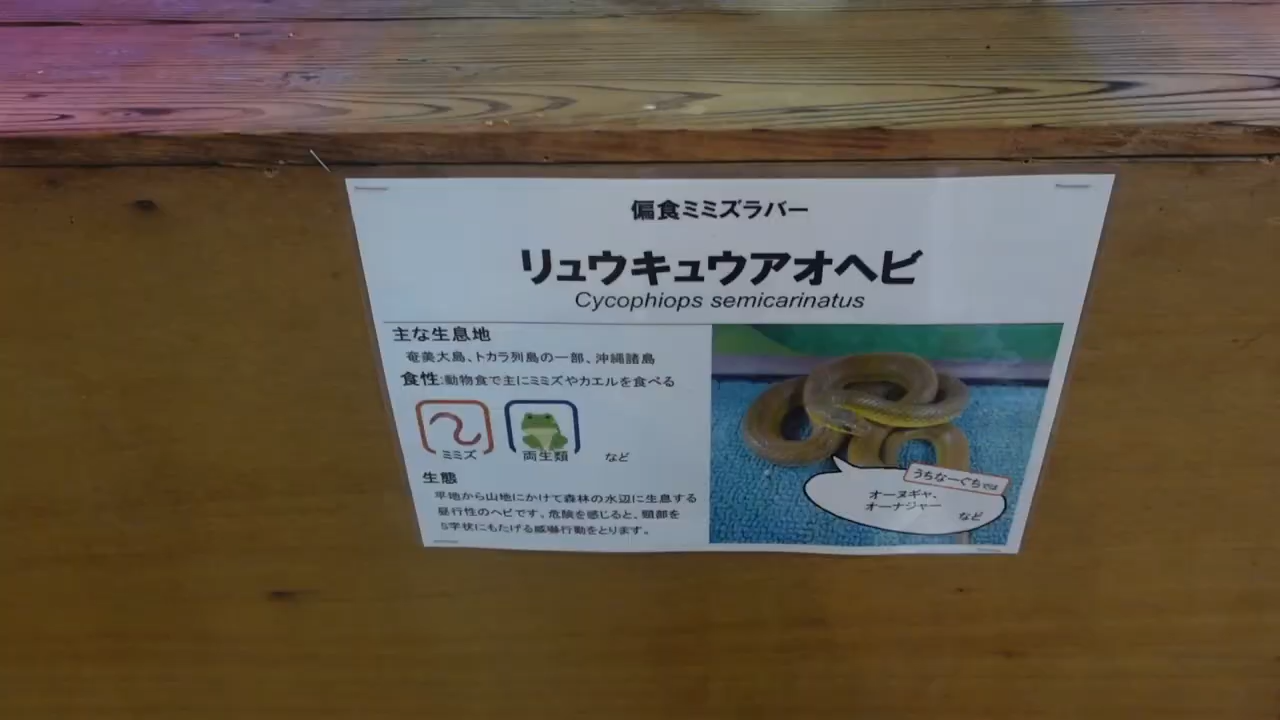 偏食ミミズラバー
リュウキュウアオヘビ
Cycophiops semicarinatus
主な生息地
奄美大島、トカラ列島の一部、沖縄諸島
食性:動物食で主にミミズやカエルを食べる
ミミズ 両生類 など
生態
平地から山地にかけて森林の水辺に生息する
昼行性のヘビです。危険を感じると、頸部を
S字状にもたげる威嚇行動をとります。
うちなーぐちでは
オーヌギャ、
オーナジャー
など